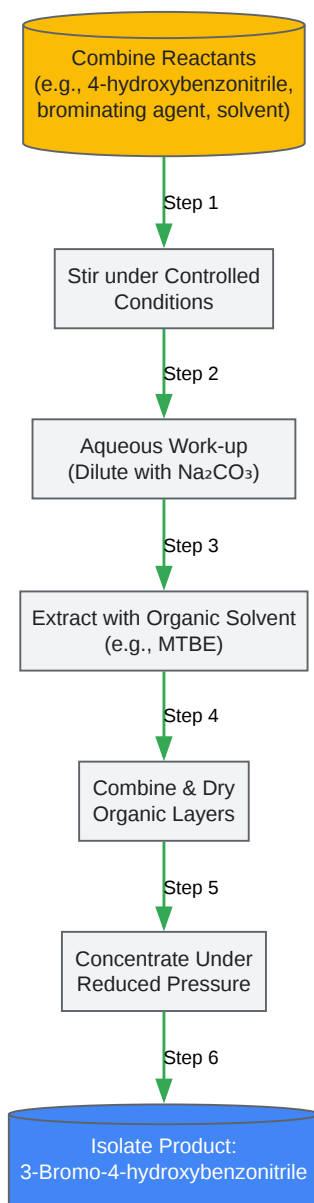 Combine Reactants
(e.g., 4-hydroxybenzonitrile,
brominating agent, solvent)
Step 1
Stir under Controlled
Conditions
Step 2
Aqueous Work-up
(Dilute with Na₂CO₃)
Step 3
Extract with Organic Solvent
(e.g., MTBE)
Step 4
Combine & Dry
Organic Layers
Step 5
Concentrate Under
Reduced Pressure
Step 6
Isolate Product:
3-Bromo-4-hydroxybenzonitrile